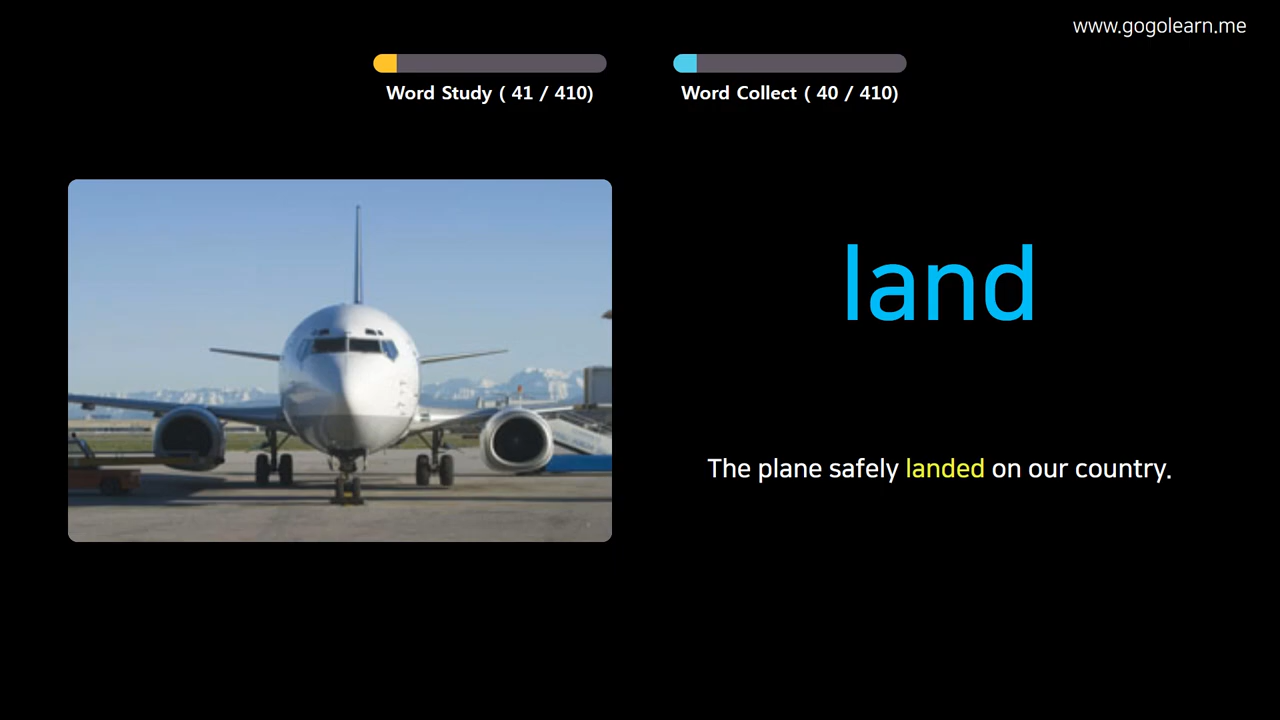 www.gogolearn.me
Word Study ( 41 / 410)
Word Collect ( 40 / 410)
land
The plane safely landed on our country.